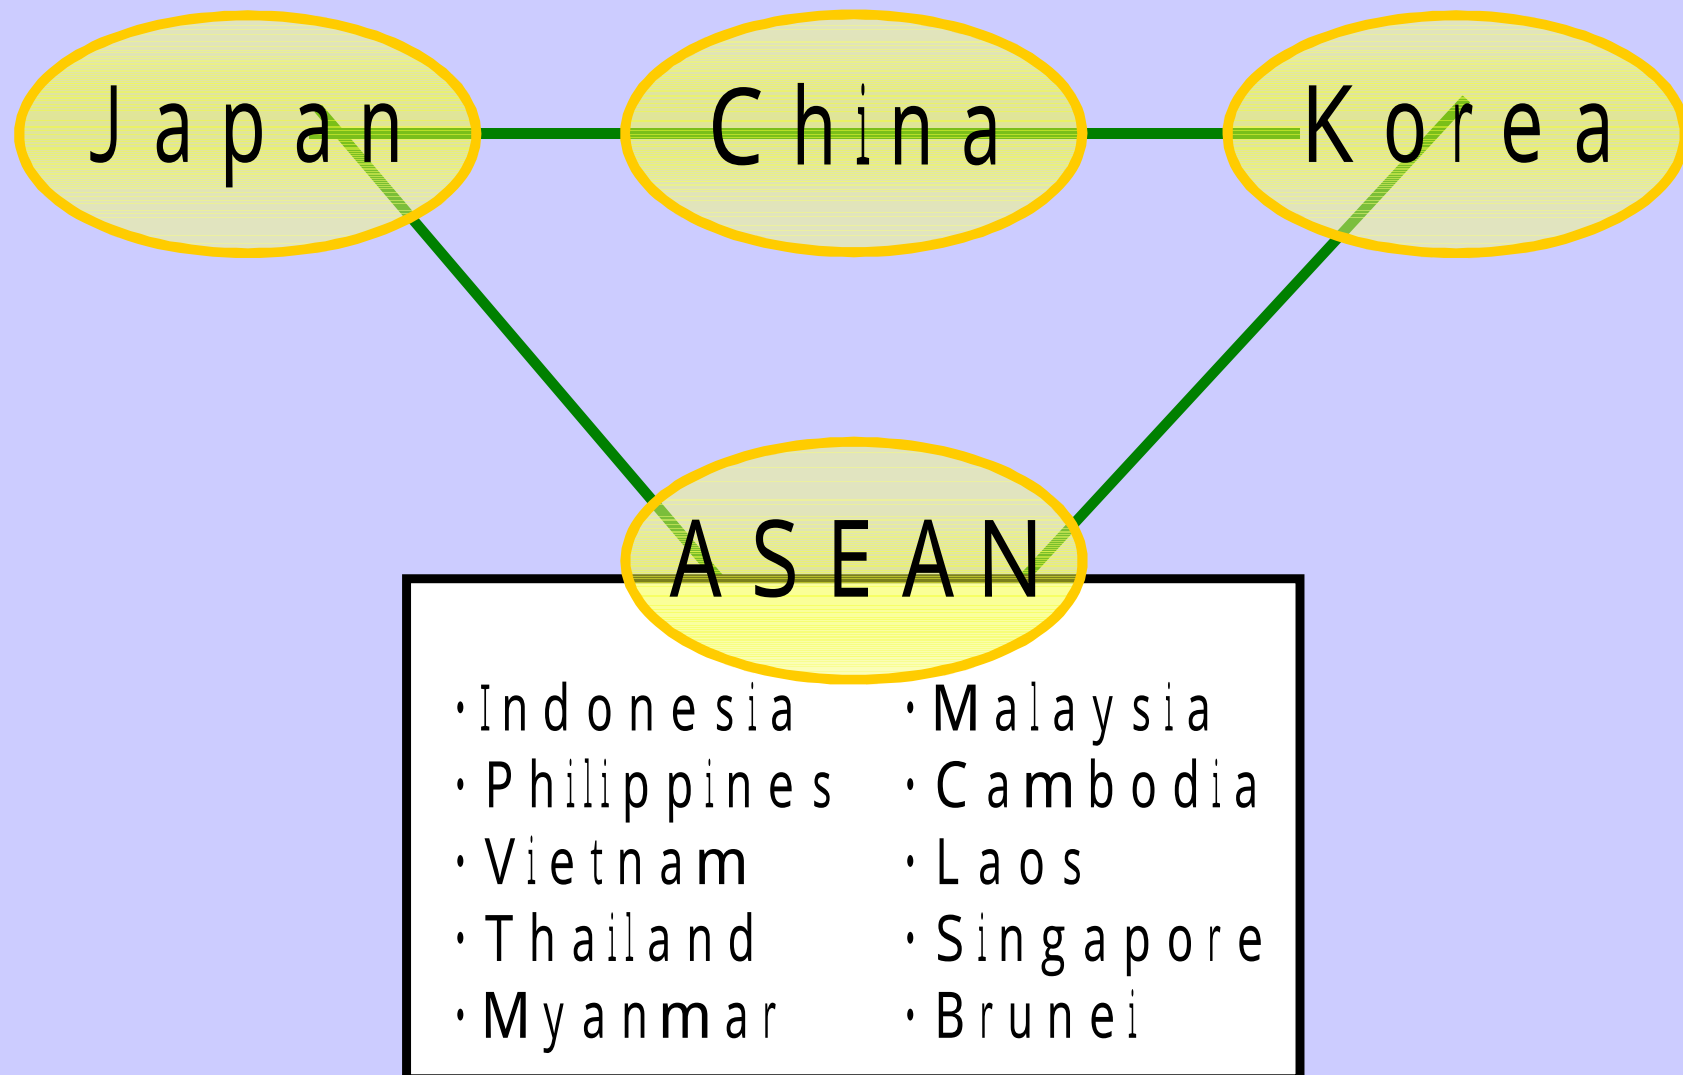 Japan
China
Korea
ASEAN
・Indonesia ・Malaysia
・Philippines ・Cambodia
・Vietnam ・Laos
・Thailand ・Singapore
・Myanmar ・Brunei